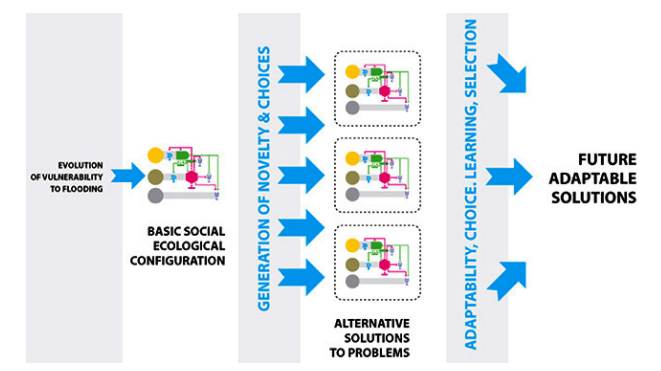 EVOLUTION
OF VULNERABILITY
TO FLOODING
BASIC SOCIAL
ECOLOGICAL
CONFIGURATION
GENERATION OF NOVELTY & CHOICES
ALTERNATIVE
SOLUTIONS
TO PROBLEMS
ADAPTABILITY, CHOICE. LEARNING, SELECTION
FUTURE
ADAPTABLE
SOLUTIONS